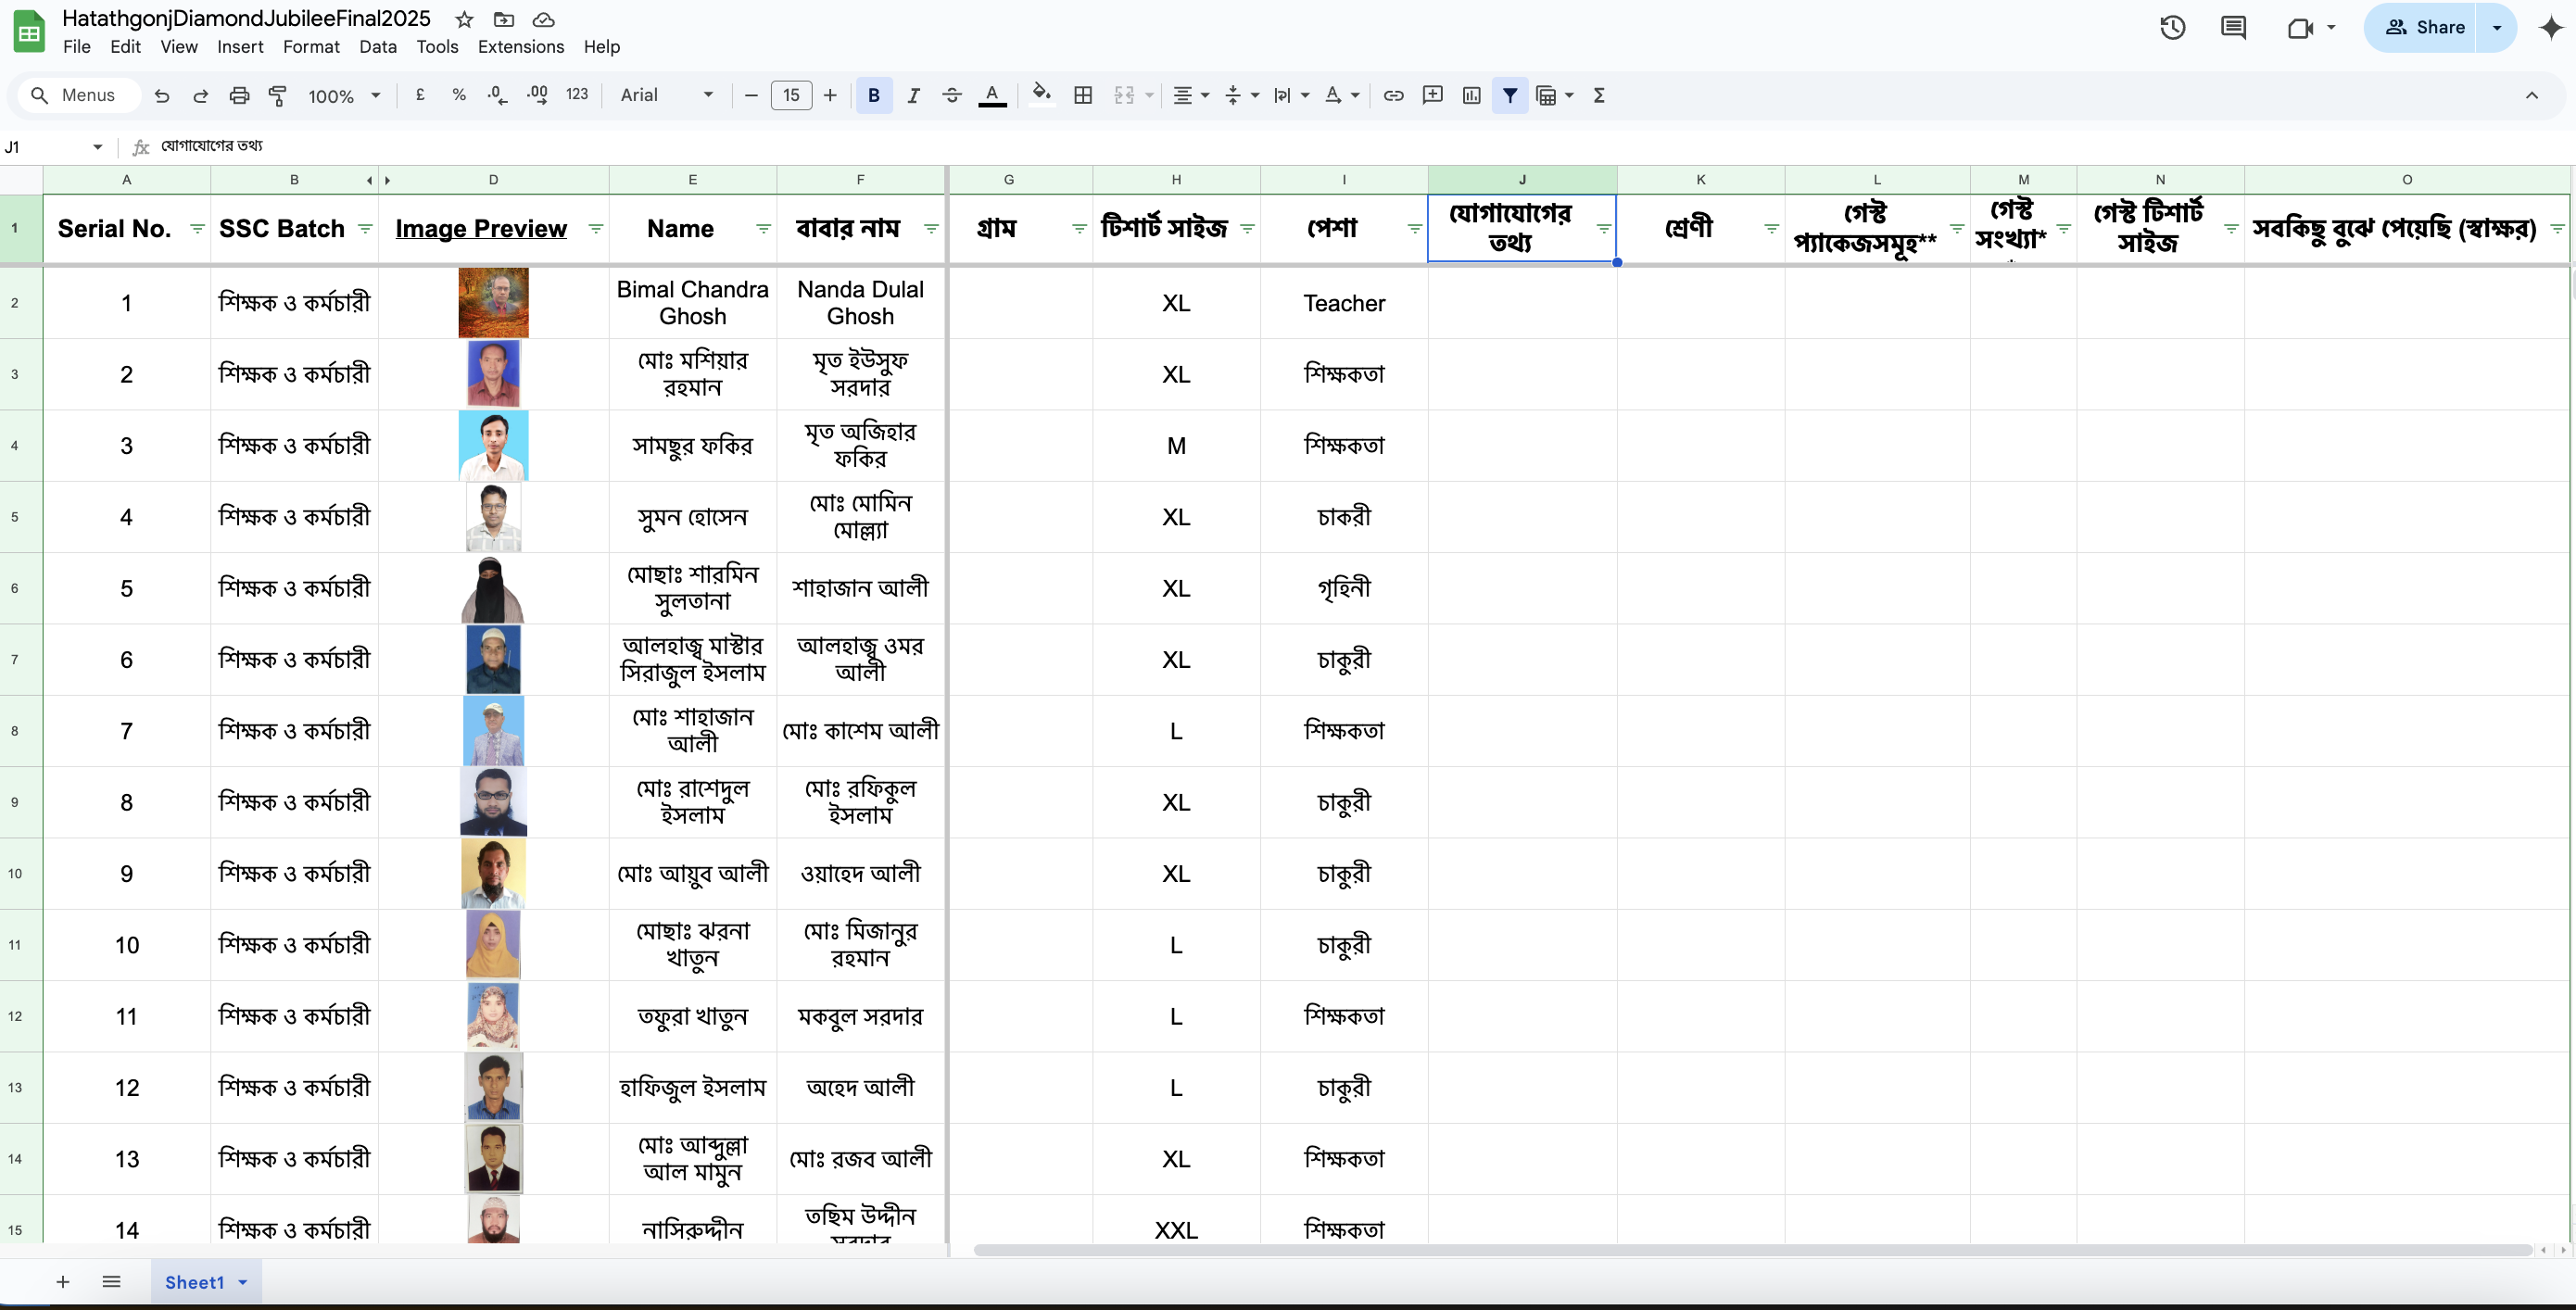 HatathgonjDiamondJubileeFinal2025
File Edit View Insert Format Data Tools Extensions Help
Share
Menus 100% £ % .0 .00 123 Arial 15 B I A
J1 যোগাযোগের তথ্য
A B D E F G H I J K L M N O
1 Serial No. SSC Batch Image Preview Name বাবার নাম গ্রাম টিশার্ট সাইজ পেশা যোগাযোগের তথ্য শ্রেণী গেস্ট প্যাকেজসমূহ** গেস্ট সংখ্যা* গেস্ট টিশার্ট সাইজ সবকিছু বুঝে পেয়েছি (স্বাক্ষর)
2 1 শিক্ষক ও কর্মচারী Bimal Chandra Ghosh Nanda Dulal Ghosh XL Teacher
3 2 শিক্ষক ও কর্মচারী মোঃ মশিয়ার রহমান মৃত ইউসুফ সরদার XL শিক্ষকতা
4 3 শিক্ষক ও কর্মচারী সামছুর ফকির মৃত অজিহার ফকির M শিক্ষকতা
5 4 শিক্ষক ও কর্মচারী সুমন হোসেন মোঃ মোমিন মোল্ল্যা XL চাকরী
6 5 শিক্ষক ও কর্মচারী মোছাঃ শারমিন সুলতানা শাহাজান আলী XL গৃহিনী
7 6 শিক্ষক ও কর্মচারী আলহাজ্ব মাস্টার সিরাজুল ইসলাম আলহাজ্ব ওমর আলী XL চাকুরী
8 7 শিক্ষক ও কর্মচারী মোঃ শাহাজান আলী মোঃ কাশেম আলী L শিক্ষকতা
9 8 শিক্ষক ও কর্মচারী মোঃ রাশেদুল ইসলাম মোঃ রফিকুল ইসলাম XL চাকুরী
10 9 শিক্ষক ও কর্মচারী মোঃ আয়ুব আলী ওয়াহেদ আলী XL চাকুরী
11 10 শিক্ষক ও কর্মচারী মোছাঃ ঝরনা খাতুন মোঃ মিজানুর রহমান L চাকুরী
12 11 শিক্ষক ও কর্মচারী তফুরা খাতুন মকবুল সরদার L শিক্ষকতা
13 12 শিক্ষক ও কর্মচারী হাফিজুল ইসলাম অহেদ আলী L চাকুরী
14 13 শিক্ষক ও কর্মচারী মোঃ আব্দুল্লা আল মামুন মোঃ রজব আলী XL শিক্ষকতা
15 14 শিক্ষক ও কর্মচারী নাসিরুদ্দীন তছিম উদ্দীন XXL শিক্ষকতা
Sheet1